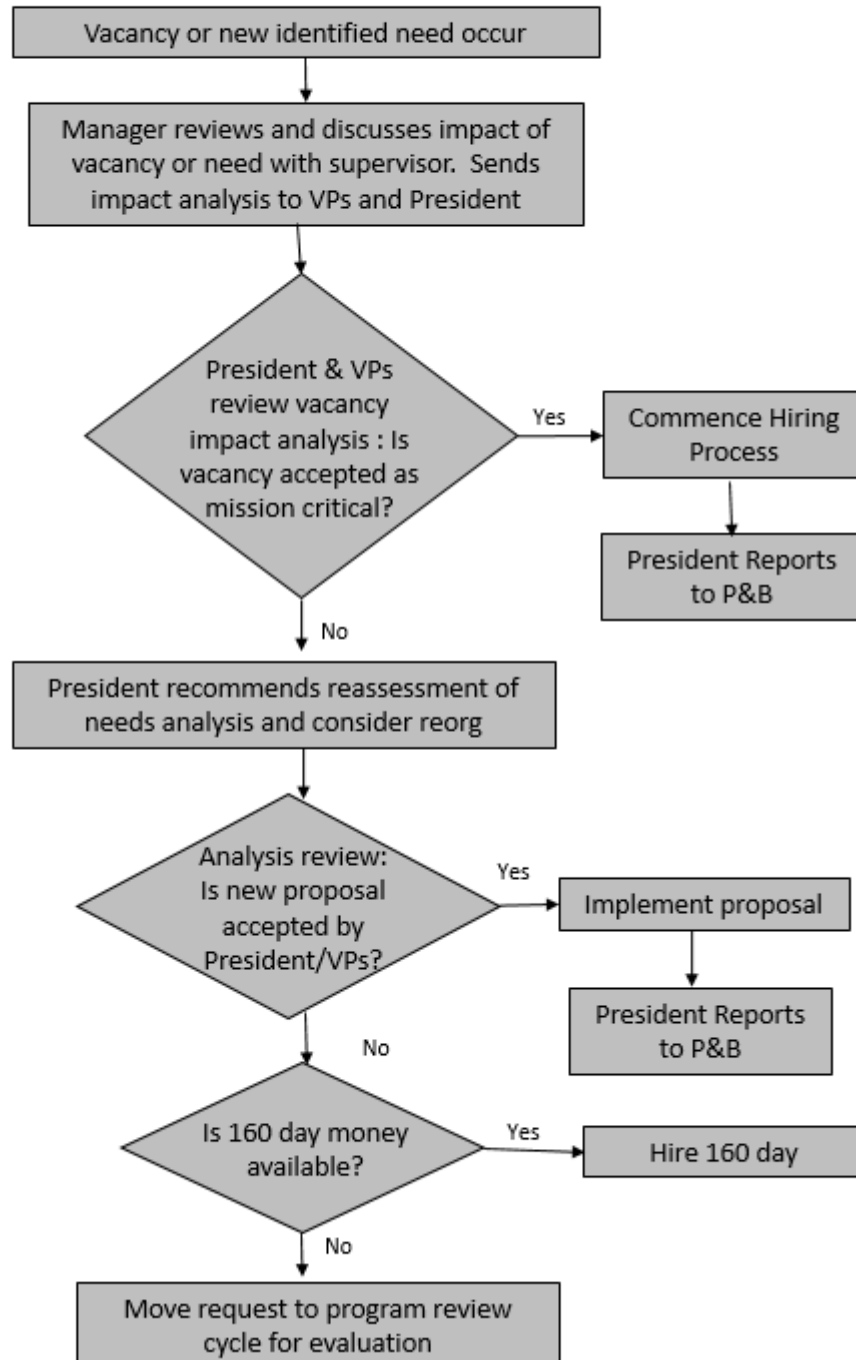 Vacancy or new identified need occur
Manager reviews and discusses impact of
vacancy or need with supervisor. Sends
impact analysis to VPs and President
President & VPs
review vacancy
impact analysis : Is
vacancy accepted as
mission critical?
Yes
Commence Hiring
Process
President Reports
to P&B
No
President recommends reassessment of
needs analysis and consider reorg
Analysis review:
Is new proposal
accepted by
President/VPs?
Yes
Implement proposal
President Reports
to P&B
No
Is 160 day money
available?
Yes
Hire 160 day
No
Move request to program review
cycle for evaluation